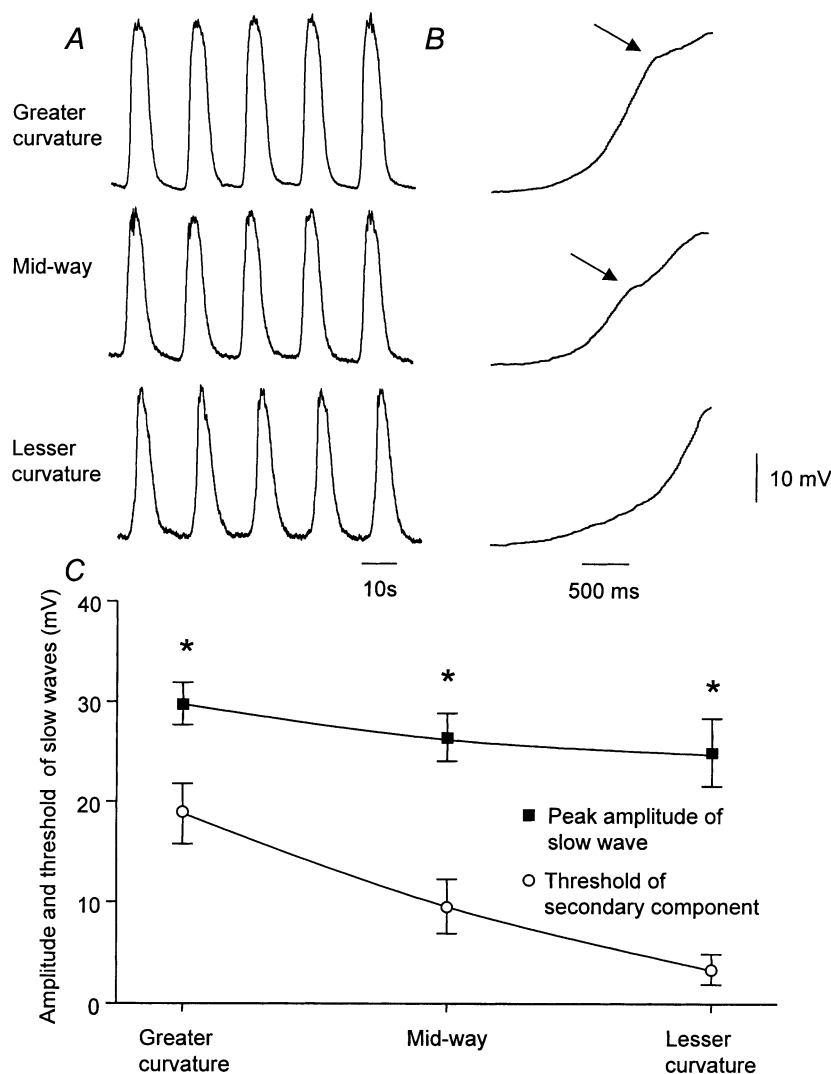 A
B
Greater
curvature
Mid-way
Lesser
curvature
10 mV
10s
500 ms
C
Amplitude and threshold of slow waves (mV)
40
30
20
10
0
*
*
*
Peak amplitude of
slow wave
Threshold of
secondary component
Greater
curvature
Mid-way
Lesser
curvature